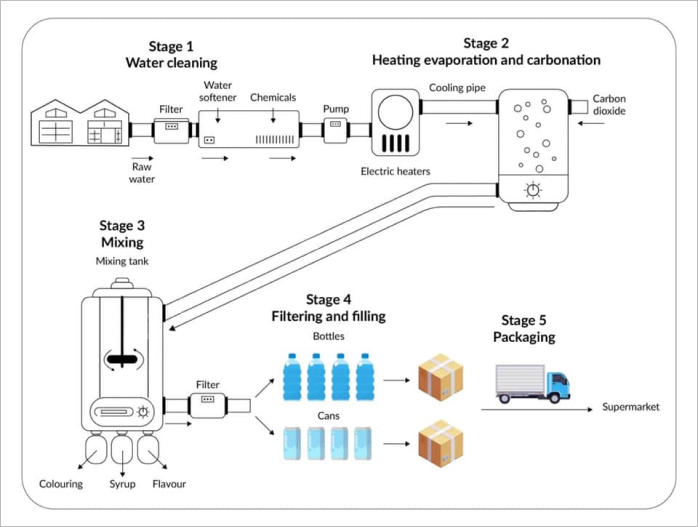 Stage 1
Water cleaning
Stage 2
Heating evaporation and carbonation
Water
softener
Chemicals
Filter
Pump
Cooling pipe
Carbon
dioxide
Raw
water
Electric heaters
Stage 3
Mixing
Mixing tank
Stage 4
Filtering and filling
Bottles
Stage 5
Packaging
Filter
Cans
Supermarket
Colouring
Syrup
Flavour